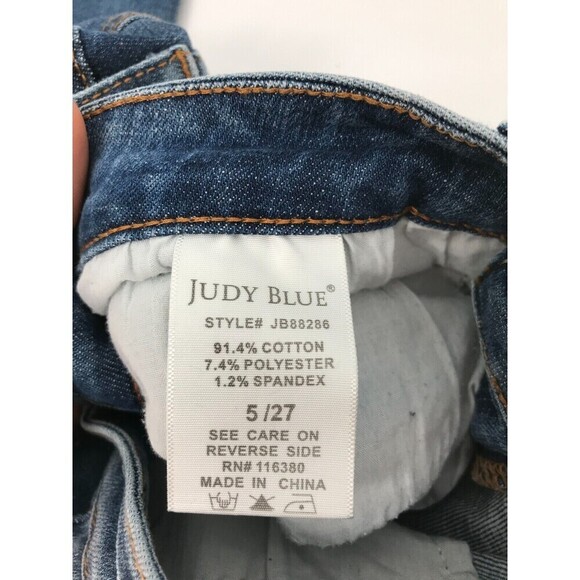 JUDY BLUE®
STYLE# JB88286
91.4% COTTON
7.4% POLYESTER
1.2% SPANDEX
5/27
SEE CARE ON
REVERSE SIDE
RN# 116380
MADE IN CHINA